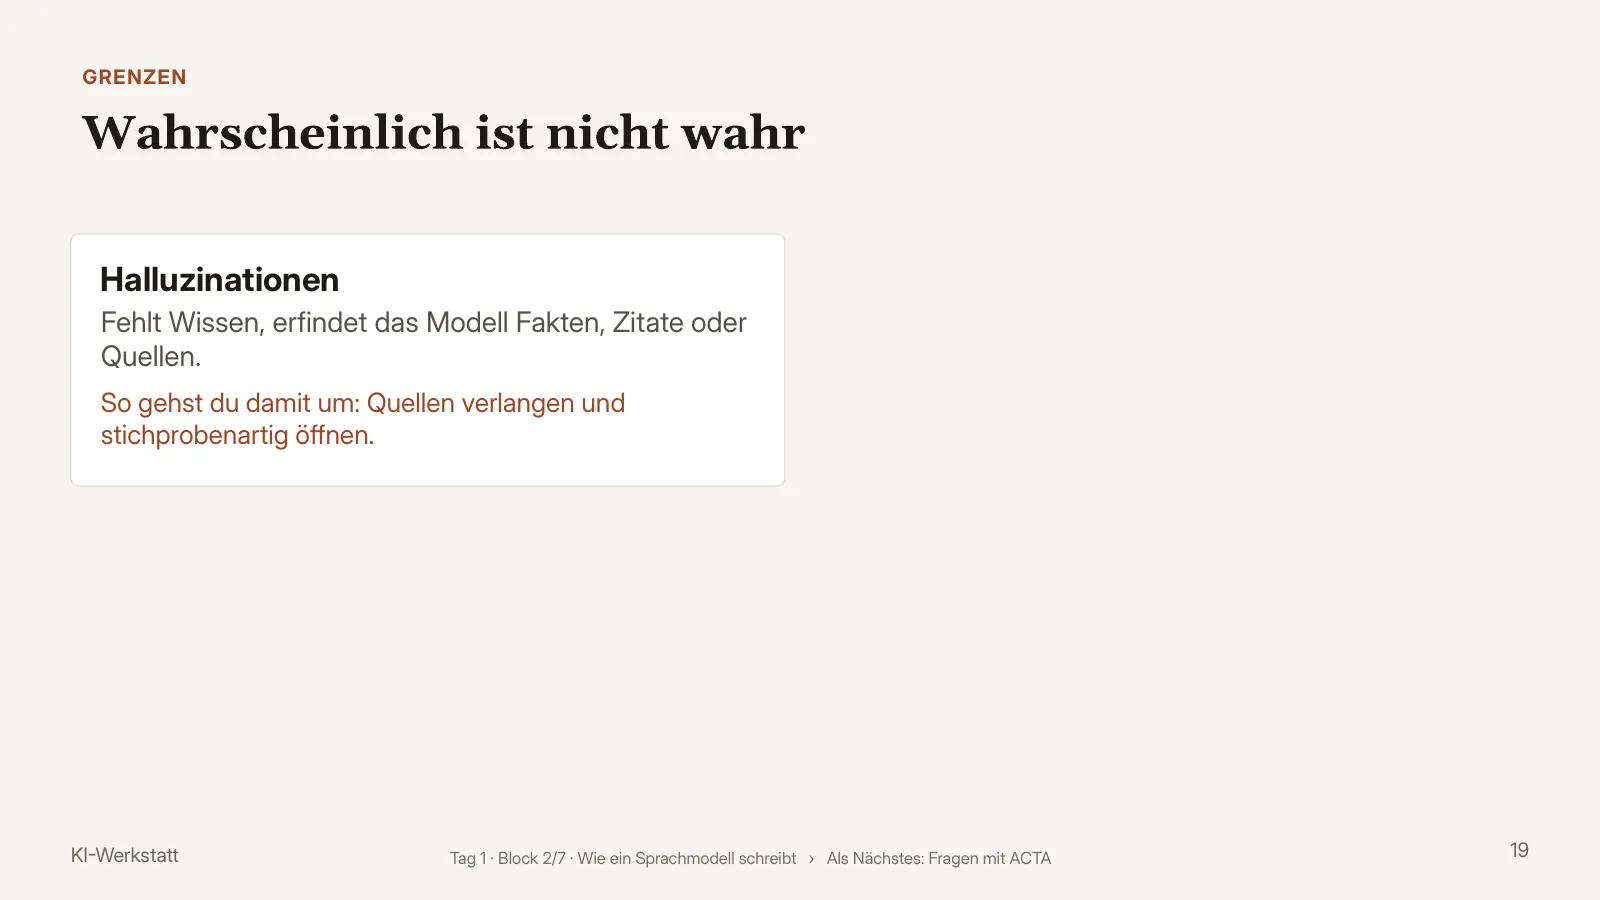 GRENZEN
Wahrscheinlich ist nicht wahr
Halluzinationen
Fehlt Wissen, erfindet das Modell Fakten, Zitate oder
Quellen.
So gehst du damit um: Quellen verlangen und
stichprobenartig öffnen.
KI-Werkstatt
Tag 1 · Block 2/7 · Wie ein Sprachmodell schreibt › Als Nächstes: Fragen mit ACTA
19